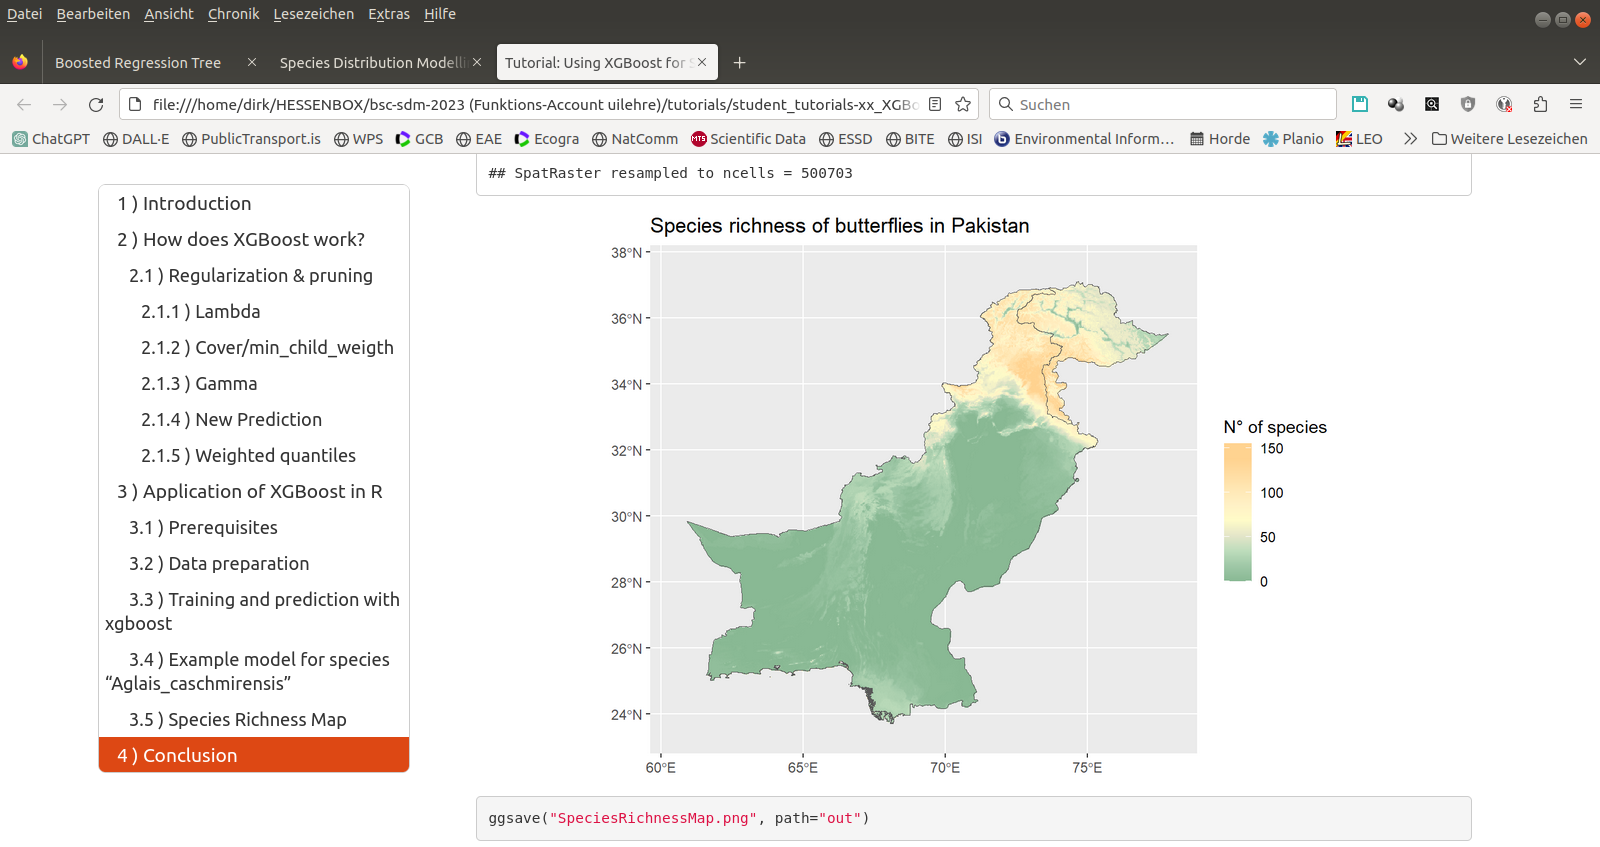 Datei Bearbeiten Ansicht Chronik Lesezeichen Extras Hilfe
Boosted Regression Tree
Species Distribution Modelli
Tutorial: Using XGBoost for S
file:///home/dirk/HESSENBOX/bsc-sdm-2023 (Funktions-Account uilehre)/tutorials/student_tutorials-xx_XGBo
Suchen
ChatGPT DALL·E PublicTransport.is WPS GCB EAE Ecogra NatComm MTS Scientific Data ESSD BITE ISI Environmental Inform… Horde Planio LEO Weitere Lesezeichen
1 ) Introduction
2 ) How does XGBoost work?
2.1 ) Regularization & pruning
2.1.1 ) Lambda
2.1.2 ) Cover/min_child_weigth
2.1.3 ) Gamma
2.1.4 ) New Prediction
2.1.5 ) Weighted quantiles
3 ) Application of XGBoost in R
3.1 ) Prerequisites
3.2 ) Data preparation
3.3 ) Training and prediction with
xgboost
3.4 ) Example model for species
“Aglais_caschmirensis”
3.5 ) Species Richness Map
4 ) Conclusion
## SpatRaster resampled to ncells = 500703
Species richness of butterflies in Pakistan
38°N
36°N
34°N
32°N
30°N
28°N
26°N
24°N
60°E 65°E 70°E 75°E
N° of species
150
100
50
0
ggsave("SpeciesRichnessMap.png", path="out")